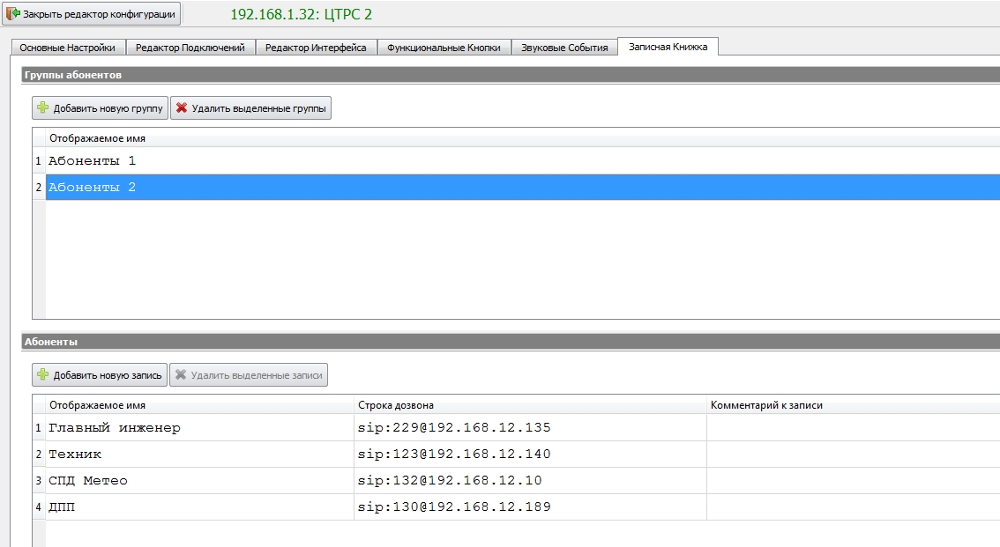 Закрыть редактор конфигурации 192.168.1.32: ЦТРС 2
Основные Настройки Редактор Подключений Редактор Интерфейса Функциональные Кнопки Звуковые События Записная Книжка
Группы абонентов
Добавить новую группу Удалить выделенные группы
Отображаемое имя
1 Абоненты 1
2 Абоненты 2
Абоненты
Добавить новую запись Удалить выделенные записи
Отображаемое имя Строка дозвона Комментарий к записи
1 Главный инженер sip:229@192.168.12.135
2 Техник sip:123@192.168.12.140
3 СПД Метео sip:132@192.168.12.10
4 ДПП sip:130@192.168.12.189